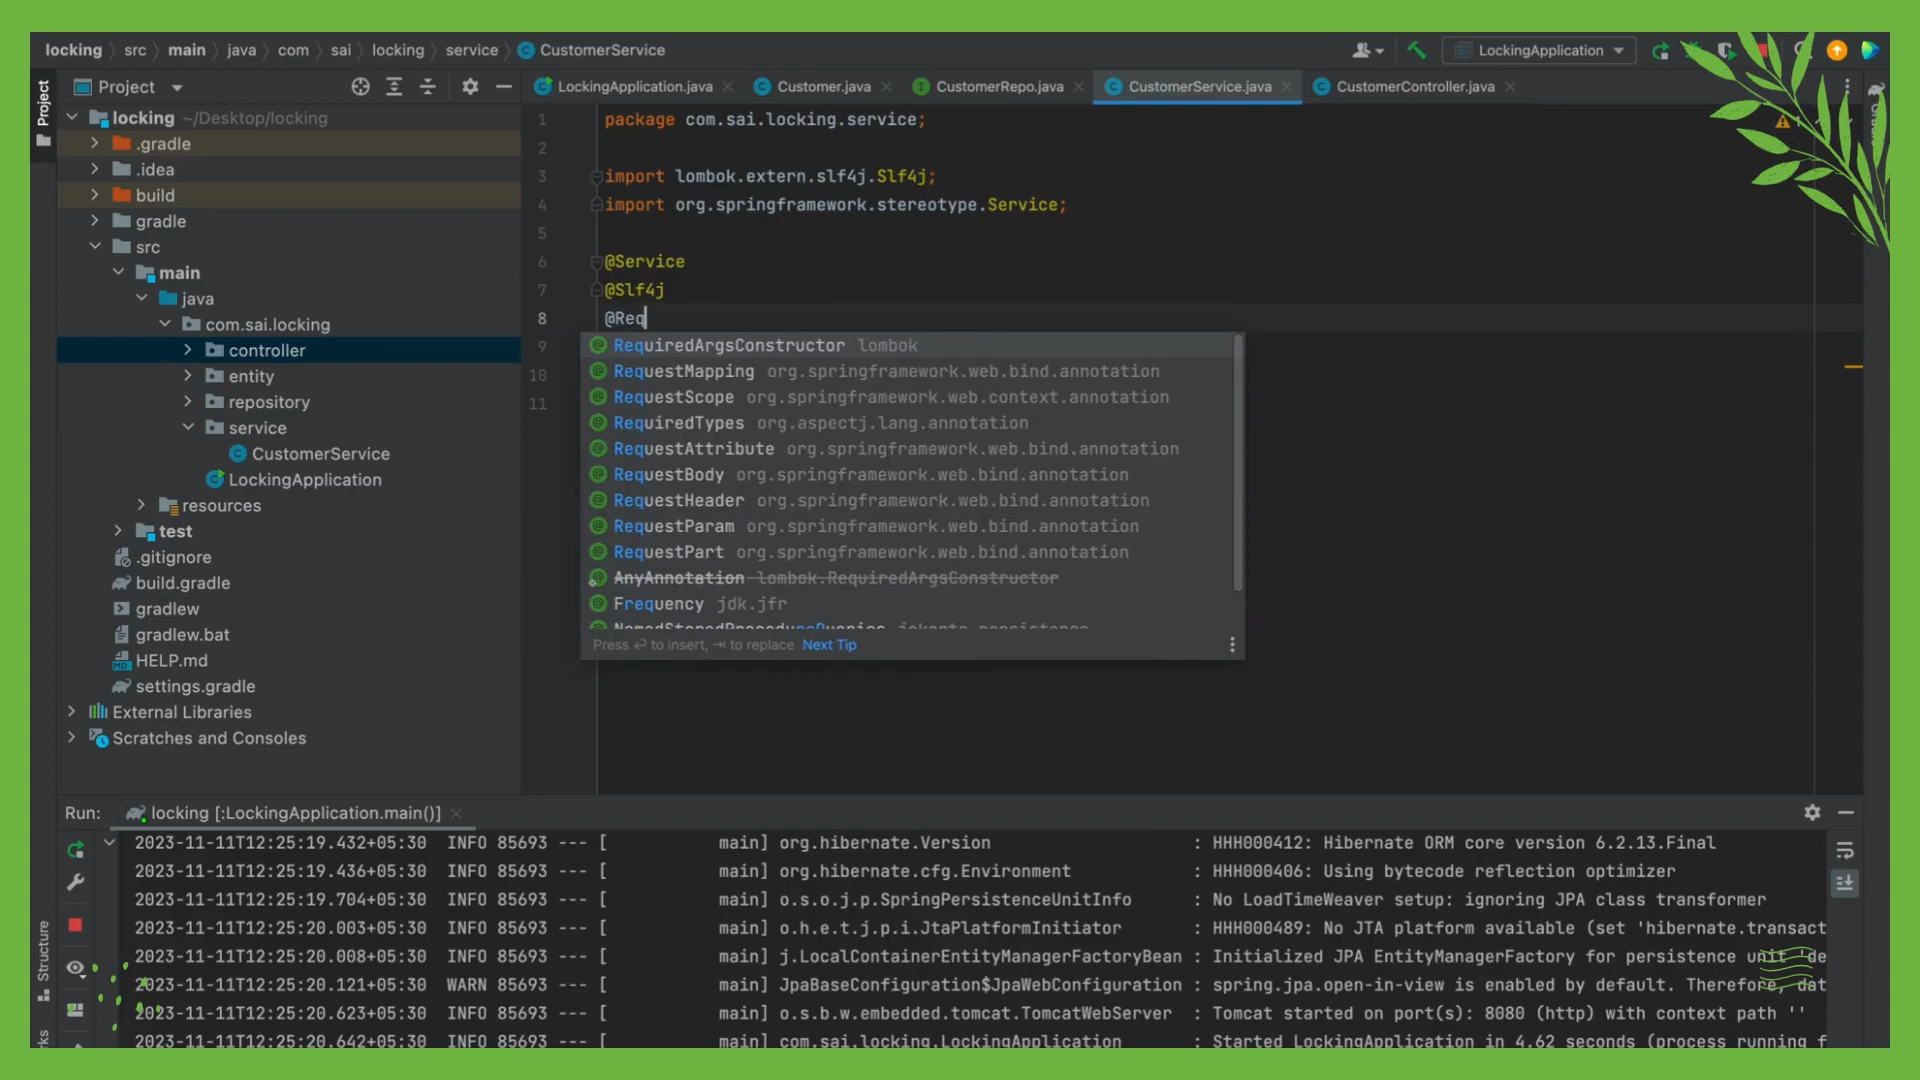 locking src main java com sai locking service CustomerService LockingApplication
Project
Project
LockingApplication.java Customer.java CustomerRepo.java CustomerService.java CustomerController.java
locking ~/Desktop/locking
.gradle
.idea
build
gradle
src
main
java
com.sai.locking
controller
entity
repository
service
CustomerService
LockingApplication
resources
test
.gitignore
build.gradle
gradlew
gradlew.bat
HELP.md
settings.gradle
External Libraries
Scratches and Consoles
1 package com.sai.locking.service;
2
3 import lombok.extern.slf4j.Slf4j;
4 import org.springframework.stereotype.Service;
5
6 @Service
7 @Slf4j
8 @Req
9
10
11
RequiredArgsConstructor lombok
RequestMapping org.springframework.web.bind.annotation
RequestScope org.springframework.web.context.annotation
RequiredTypes org.aspectj.lang.annotation
RequestAttribute org.springframework.web.bind.annotation
RequestBody org.springframework.web.bind.annotation
RequestHeader org.springframework.web.bind.annotation
RequestParam org.springframework.web.bind.annotation
RequestPart org.springframework.web.bind.annotation
AnyAnnotation lombok.RequiredArgsConstructor
Frequency jdk.jfr
Press ↵ to insert, ⇥ to replace Next Tip
Run: locking [:LockingApplication.main()]
2023-11-11T12:25:19.432+05:30 INFO 85693 --- [ main] org.hibernate.Version : HHH000412: Hibernate ORM core version 6.2.13.Final
2023-11-11T12:25:19.436+05:30 INFO 85693 --- [ main] org.hibernate.cfg.Environment : HHH000406: Using bytecode reflection optimizer
2023-11-11T12:25:19.704+05:30 INFO 85693 --- [ main] o.s.o.j.p.SpringPersistenceUnitInfo : No LoadTimeWeaver setup: ignoring JPA class transformer
2023-11-11T12:25:20.003+05:30 INFO 85693 --- [ main] o.h.e.t.j.p.i.JtaPlatformInitiator : HHH000489: No JTA platform available (set 'hibernate.transact
2023-11-11T12:25:20.008+05:30 INFO 85693 --- [ main] j.LocalContainerEntityManagerFactoryBean : Initialized JPA EntityManagerFactory for persistence unit 'de
2023-11-11T12:25:20.121+05:30 WARN 85693 --- [ main] JpaBaseConfiguration$JpaWebConfiguration : spring.jpa.open-in-view is enabled by default. Therefore, dat
2023-11-11T12:25:20.623+05:30 INFO 85693 --- [ main] o.s.b.w.embedded.tomcat.TomcatWebServer : Tomcat started on port(s): 8080 (http) with context path ''
2023-11-11T12:25:20.642+05:30 INFO 85693 --- [ main] com.sai.locking.LockingApplication : Started LockingApplication in 4.62 seconds (process running f
Structure